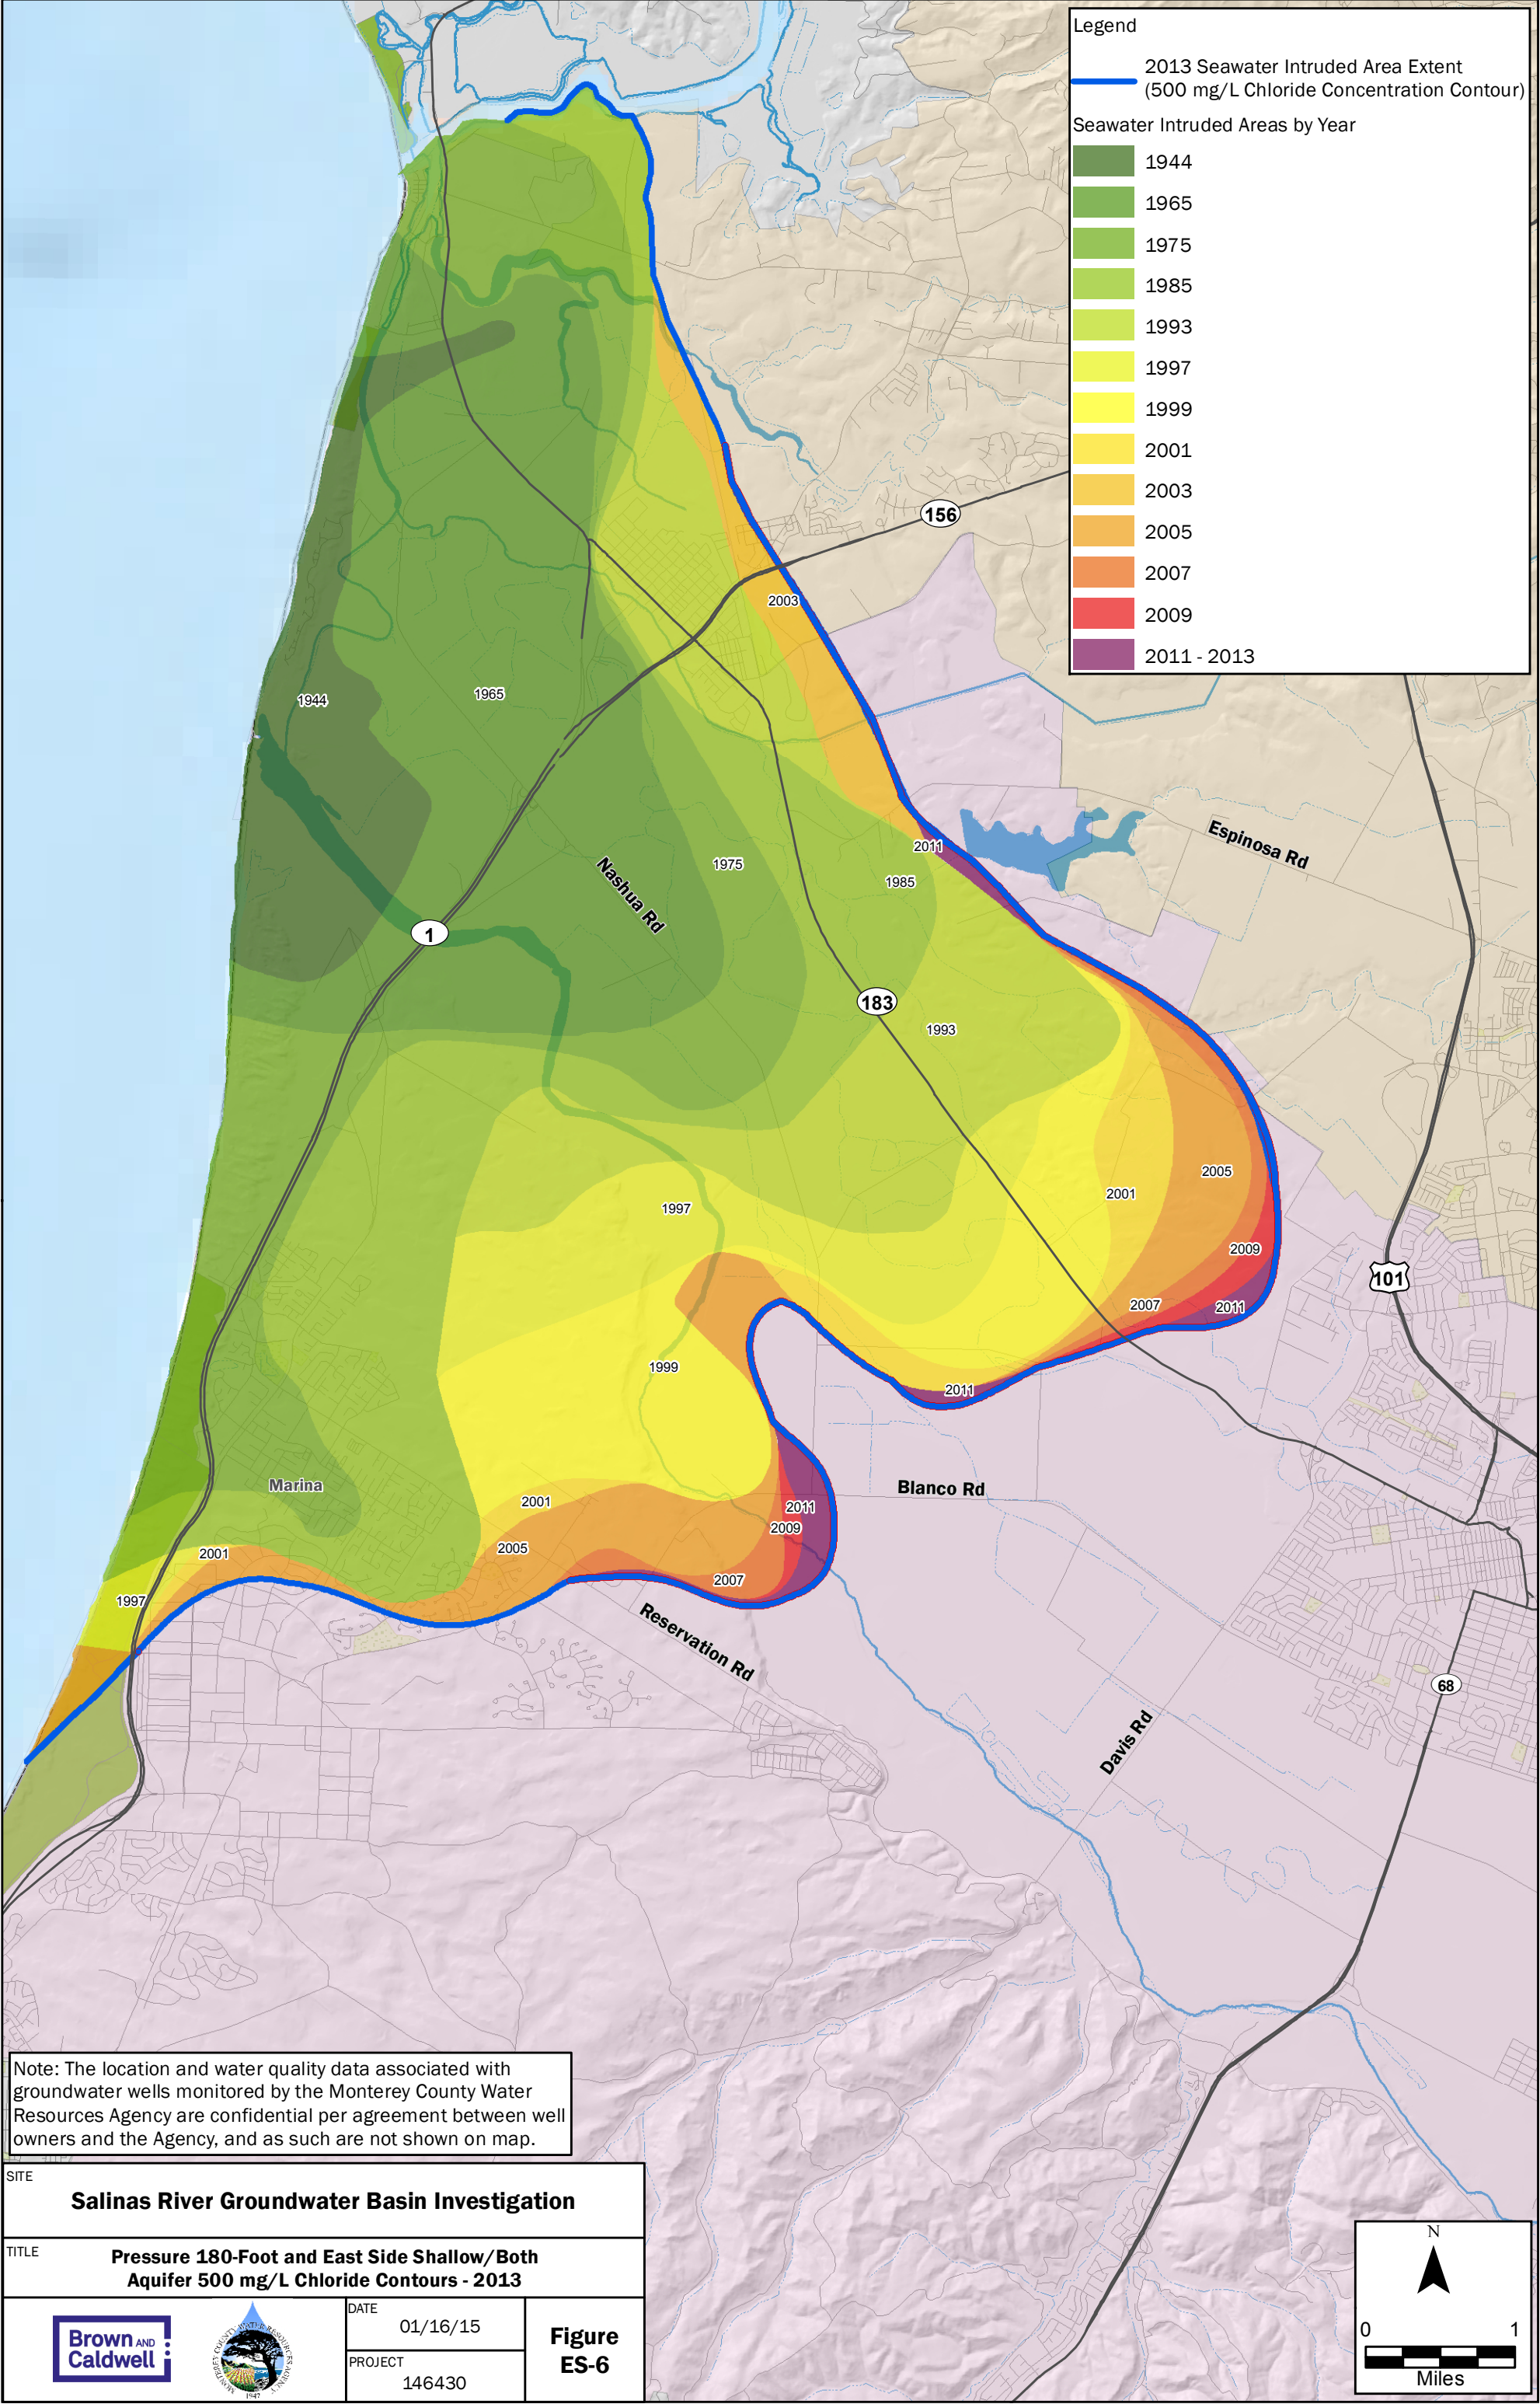 Legend
2013 Seawater Intruded Area Extent
(500 mg/L Chloride Concentration Contour)
Seawater Intruded Areas by Year
1944
1965
1975
1985
1993
1997
1999
2001
2003
2005
2007
2009
2011 - 2013
156
2003
1944
1965
Espinosa Rd
2011
1975
1985
Nashua Rd
1
183
1993
2005
2001
1997
2009
101
2007
2011
1999
2011
Marina
Blanco Rd
2001
2011
2009
2001
2005
2007
1997
Reservation Rd
68
Davis Rd
Note: The location and water quality data associated with
groundwater wells monitored by the Monterey County Water
Resources Agency are confidential per agreement between well
owners and the Agency, and as such are not shown on map.
SITE
Salinas River Groundwater Basin Investigation
TITLE
Pressure 180-Foot and East Side Shallow/Both
Aquifer 500 mg/L Chloride Contours - 2013
Brown AND
Caldwell
MONTEREY COUNTY WATER RESOURCES AGENCY
1947
DATE
01/16/15
PROJECT
146430
Figure
ES-6
N
0 1
Miles